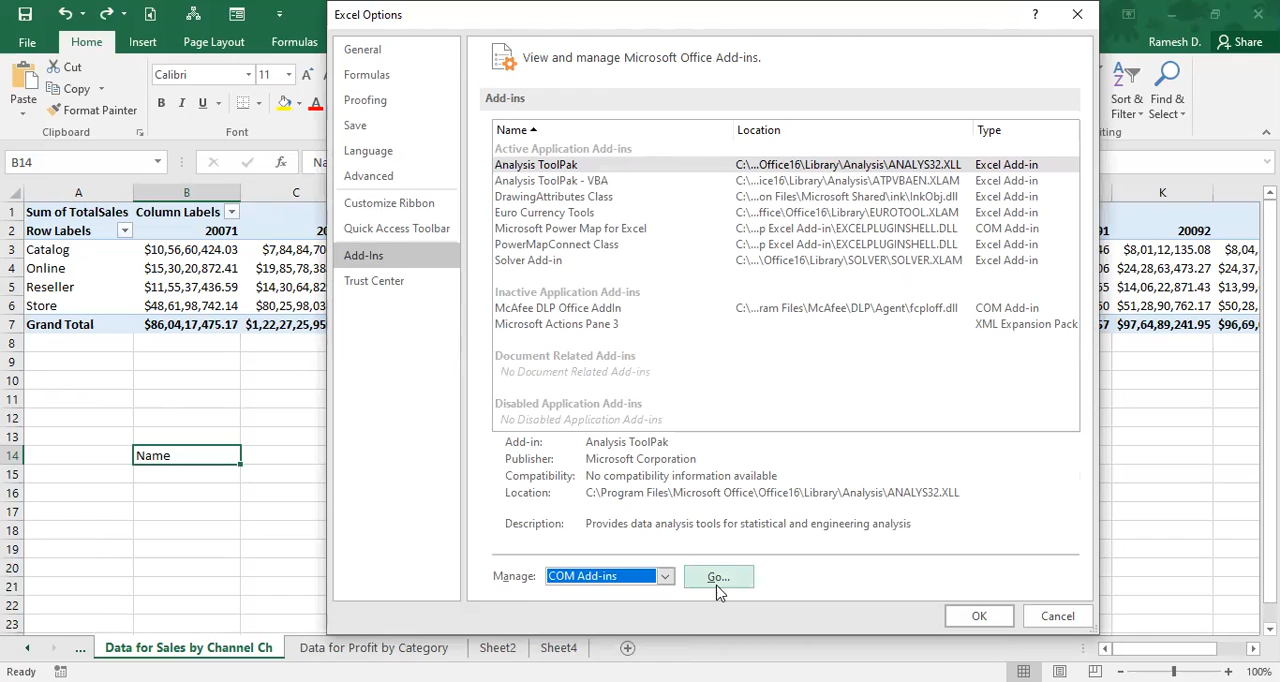 Excel Options
?
File
Home
Insert
Page Layout
Formulas
Ramesh D.
Share
Paste
Cut
Copy
Format Painter
Clipboard
Calibri
11
B I U
Font
Sort & Filter
Find & Select
B14
fx
General
Formulas
Proofing
Save
Language
Advanced
Customize Ribbon
Quick Access Toolbar
Add-Ins
Trust Center
View and manage Microsoft Office Add-ins.
Add-ins
Name Location Type
Active Application Add-ins
Analysis ToolPak C:\...Office16\Library\Analysis\ANALYS32.XLL Excel Add-in
Analysis ToolPak - VBA C:\...ice16\Library\Analysis\ATPVBAEN.XLAM Excel Add-in
DrawingAttributes Class C:\...on Files\Microsoft Shared\ink\InkObj.dll Excel Add-in
Euro Currency Tools C:\...ffice\Office16\Library\EUROTOOL.XLAM Excel Add-in
Microsoft Power Map for Excel C:\...p Excel Add-in\EXCELPLUGINSHELL.DLL COM Add-in
PowerMapConnect Class C:\...p Excel Add-in\EXCELPLUGINSHELL.DLL Excel Add-in
Solver Add-in C:\...\Office16\Library\SOLVER\SOLVER.XLAM Excel Add-in
Inactive Application Add-ins
McAfee DLP Office AddIn C:\...ram Files\McAfee\DLP\Agent\fcploff.dll COM Add-in
Microsoft Actions Pane 3 XML Expansion Pack
Document Related Add-ins
No Document Related Add-ins
Disabled Application Add-ins
No Disabled Application Add-ins
Add-in: Analysis ToolPak
Publisher: Microsoft Corporation
Compatibility: No compatibility information available
Location: C:\Program Files\Microsoft Office\Office16\Library\Analysis\ANALYS32.XLL
Description: Provides data analysis tools for statistical and engineering analysis
Manage: COM Add-ins Go...
OK Cancel
A B C K
1 Sum of TotalSales Column Labels
2 Row Labels 20071 20092
3 Catalog $10,56,60,424.03 $7,84,84,70 46 $8,01,12,135.08 $8,04,
4 Online $15,30,20,872.41 $19,85,78,38 06 $24,28,63,473.27 $24,37,
5 Reseller $11,55,37,436.59 $14,30,64,82 05 $14,06,22,871.43 $13,99,
6 Store $48,61,98,742.14 $80,25,98,03 50 $51,28,90,762.17 $50,28,
7 Grand Total $86,04,17,475.17 $1,22,27,25,95 57 $97,64,89,241.95 $96,69,
8
9
10
11
12
13
14 Name
15
16
17
18
19
20
21
22
23
... Data for Sales by Channel Ch Data for Profit by Category Sheet2 Sheet4
Ready 100%